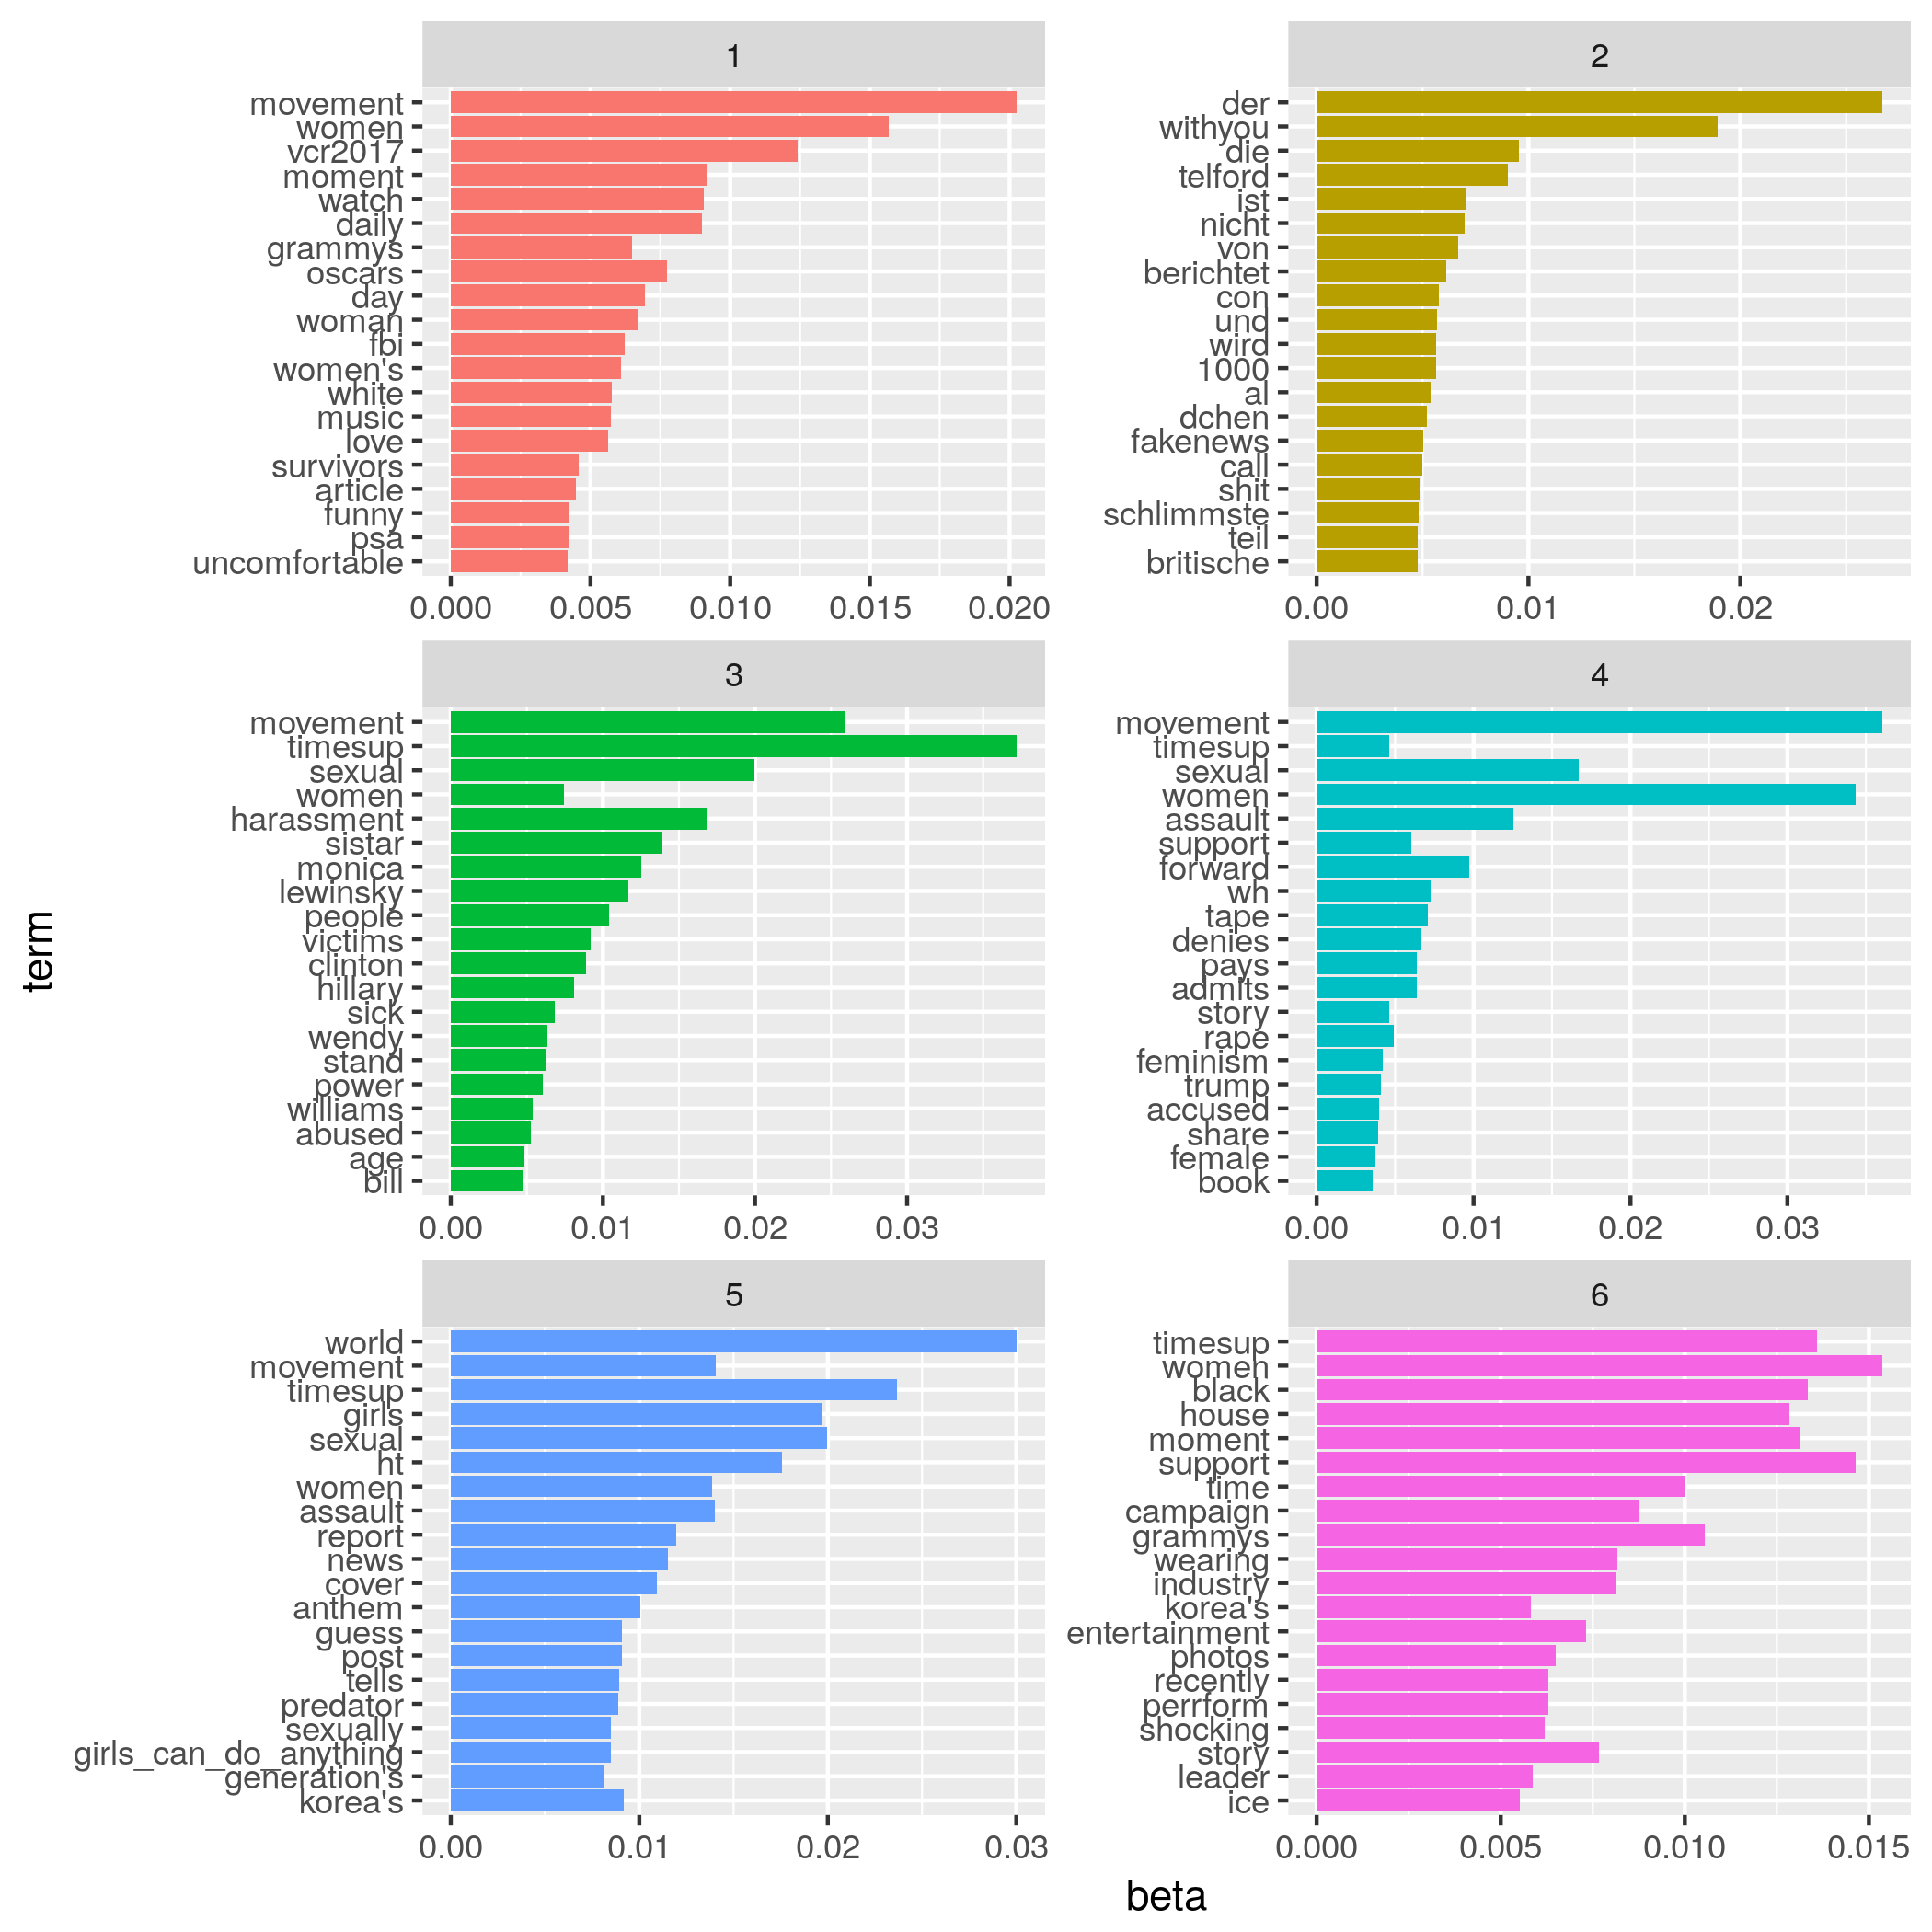 1
movement
women
vcr2017
moment
watch
daily
grammys
oscars
day
woman
fbi
women's
white
music
love
survivors
article
funny
psa
uncomfortable
0.000 0.005 0.010 0.015 0.020
2
der
withyou
die
telford
ist
nicht
von
berichtet
con
und
wird
1000
al
dchen
fakenews
call
shit
schlimmste
teil
britische
0.00 0.01 0.02
3
movement
timesup
sexual
women
harassment
sistar
monica
lewinsky
people
victims
clinton
hillary
sick
wendy
stand
power
williams
abused
age
bill
0.00 0.01 0.02 0.03
4
movement
timesup
sexual
women
assault
support
forward
wh
tape
denies
pays
admits
story
rape
feminism
trump
accused
share
female
book
0.00 0.01 0.02 0.03
5
world
movement
timesup
girls
sexual
ht
women
assault
report
news
cover
anthem
guess
post
tells
predator
sexually
girls_can_do_anything
generation's
korea's
0.00 0.01 0.02 0.03
6
timesup
women
black
house
moment
support
time
campaign
grammys
wearing
industry
korea's
entertainment
photos
recently
perrform
shocking
story
leader
ice
0.000 0.005 0.010 0.015
term
beta